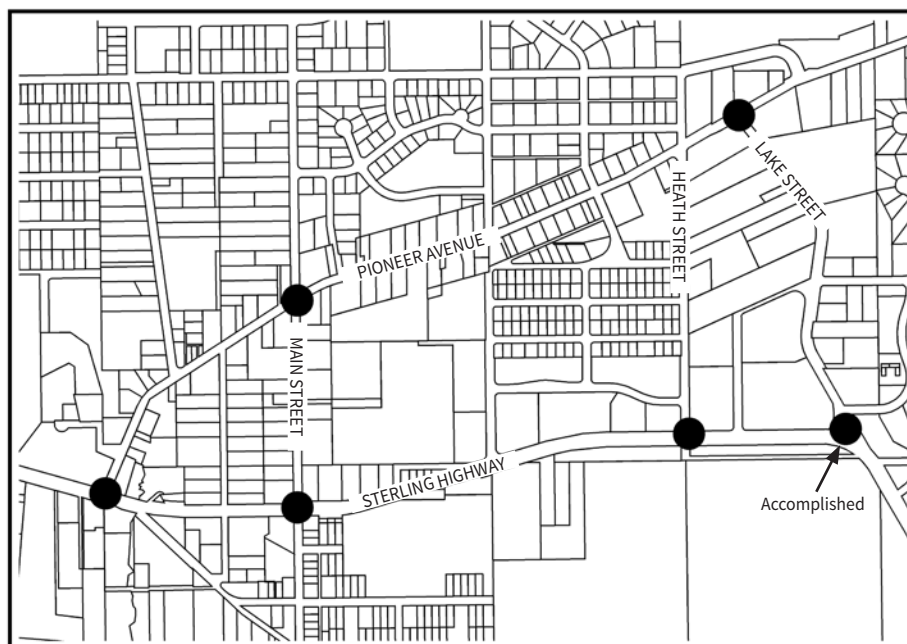 PIONEER AVENUE
HEATH STREET
LAKE STREET
MAIN STREET
STERLING HIGHWAY
Accomplished